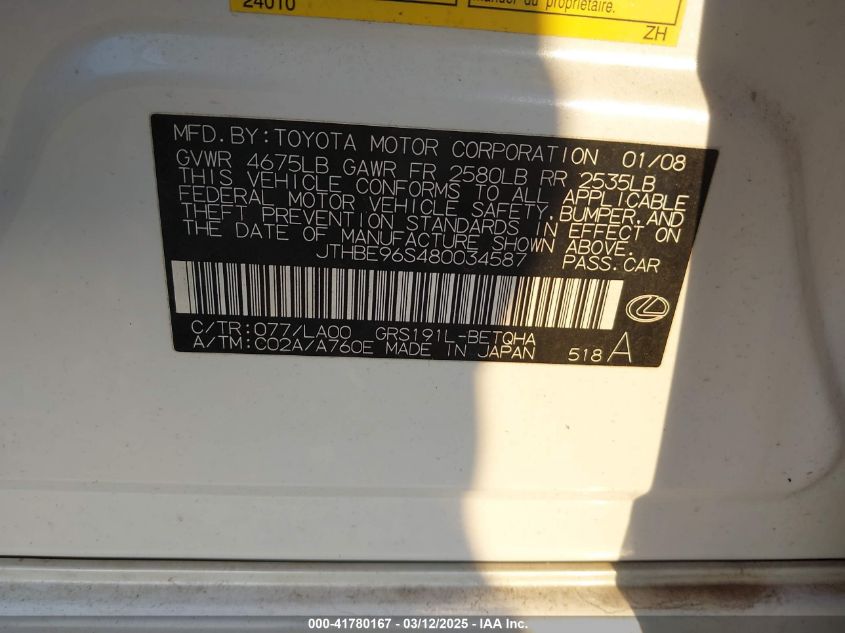 24010
Manuel du propriétaire.
ZH
MFD. BY: TOYOTA MOTOR CORPORATION 01/08
GVWR 4675LB GAWR FR 2580LB RR 2535LB
THIS VEHICLE CONFORMS TO ALL APPLICABLE
FEDERAL MOTOR VEHICLE SAFETY, BUMPER, AND
THEFT PREVENTION STANDARDS IN EFFECT ON
THE DATE OF MANUFACTURE SHOWN ABOVE.
JTHBE96S480034587 PASS. CAR
C/TR: 077/LA00 GRS191L-BETQHA
A/TM: C02A/A760E MADE IN JAPAN 518 A
000-41780167 - 03/12/2025 - IAA Inc.